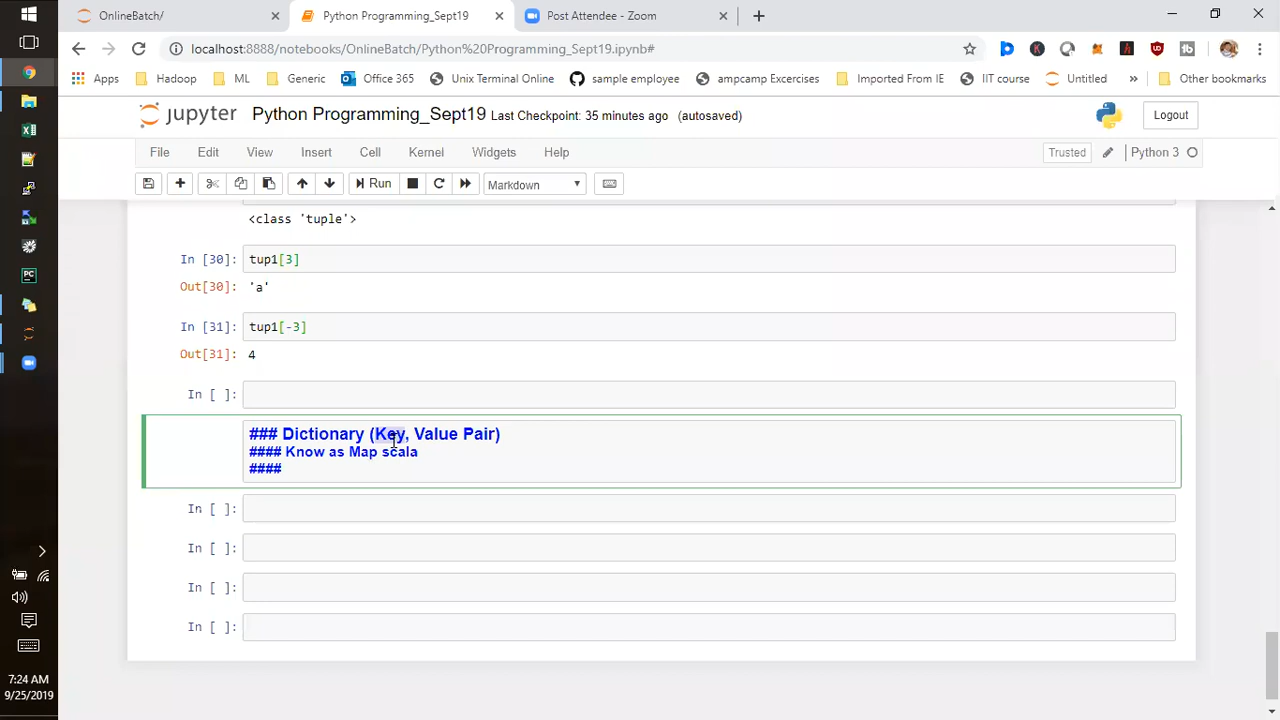 OnlineBatch/
Python Programming_Sept19
Post Attendee - Zoom
localhost:8888/notebooks/OnlineBatch/Python%20Programming_Sept19.ipynb#
Apps Hadoop ML Generic Office 365 Unix Terminal Online sample employee ampcamp Excercises Imported From IE IIT course Untitled » Other bookmarks
jupyter Python Programming_Sept19 Last Checkpoint: 35 minutes ago (autosaved) Logout
File Edit View Insert Cell Kernel Widgets Help Trusted Python 3
Run Markdown
<class 'tuple'>
In [30]: tup1[3]
Out[30]: 'a'
In [31]: tup1[-3]
Out[31]: 4
In [ ]:
### Dictionary (Key, Value Pair)
#### Know as Map scala
####
In [ ]:
In [ ]:
In [ ]:
In [ ]:
7:24 AM
9/25/2019